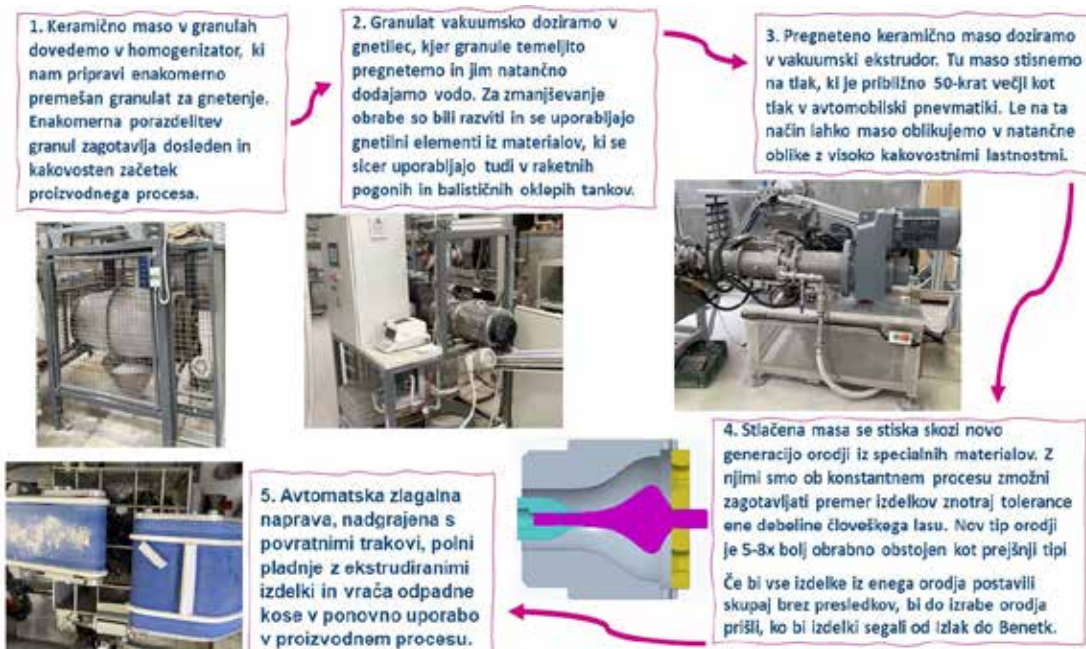 1. Keramično maso v granulah
dovedemo v homogenizator, ki
nam pripravi enakomerno
premešan granulat za gnetenje.
Enakomerna porazdelitev
granul zagotavlja dosleden in
kakovosten začetek
proizvodnega procesa.
2. Granulat vakuumsko doziramo v
gnetilec, kjer granule temeljito
pregnetemo in jim natančno
dodajamo vodo. Za zmanjševanje
obrabe so bili razviti in se uporabljajo
gnetilni elementi iz materialov, ki se
sicer uporabljajo tudi v raketnih
pogonih in balističnih oklepih tankov.
3. Pregneteno keramično maso doziramo
v vakuumski ekstrudor. Tu maso stisnemo
na tlak, ki je približno 50-krat večji kot
tlak v avtomobilski pnevmatiki. Le na ta
način lahko maso oblikujemo v natančne
oblike z visoko kakovostnimi lastnostmi.
4. Stlačena masa se stiska skozi novo
generacijo orodji iz specialnih materialov. Z
njimi smo ob konstantnem procesu zmožni
zagotavljati premer izdelkov znotraj tolerance
ene debeline človeškega lasu. Nov tip orodji
je 5-8x bolj obrabno obstojen kot prejšnji tipi
Če bi vse izdelke iz enega orodja postavili
skupaj brez presledkov, bi do izrabe orodja
prišli, ko bi izdelki segali od Izlak do Benetk.
5. Avtomatska zlagalna
naprava, nadgrajena s
povratnimi trakovi, polni
pladnje z ekstrudiranimi
izdelki in vrača odpadne
kose v ponovno uporabo
v proizvodnem procesu.